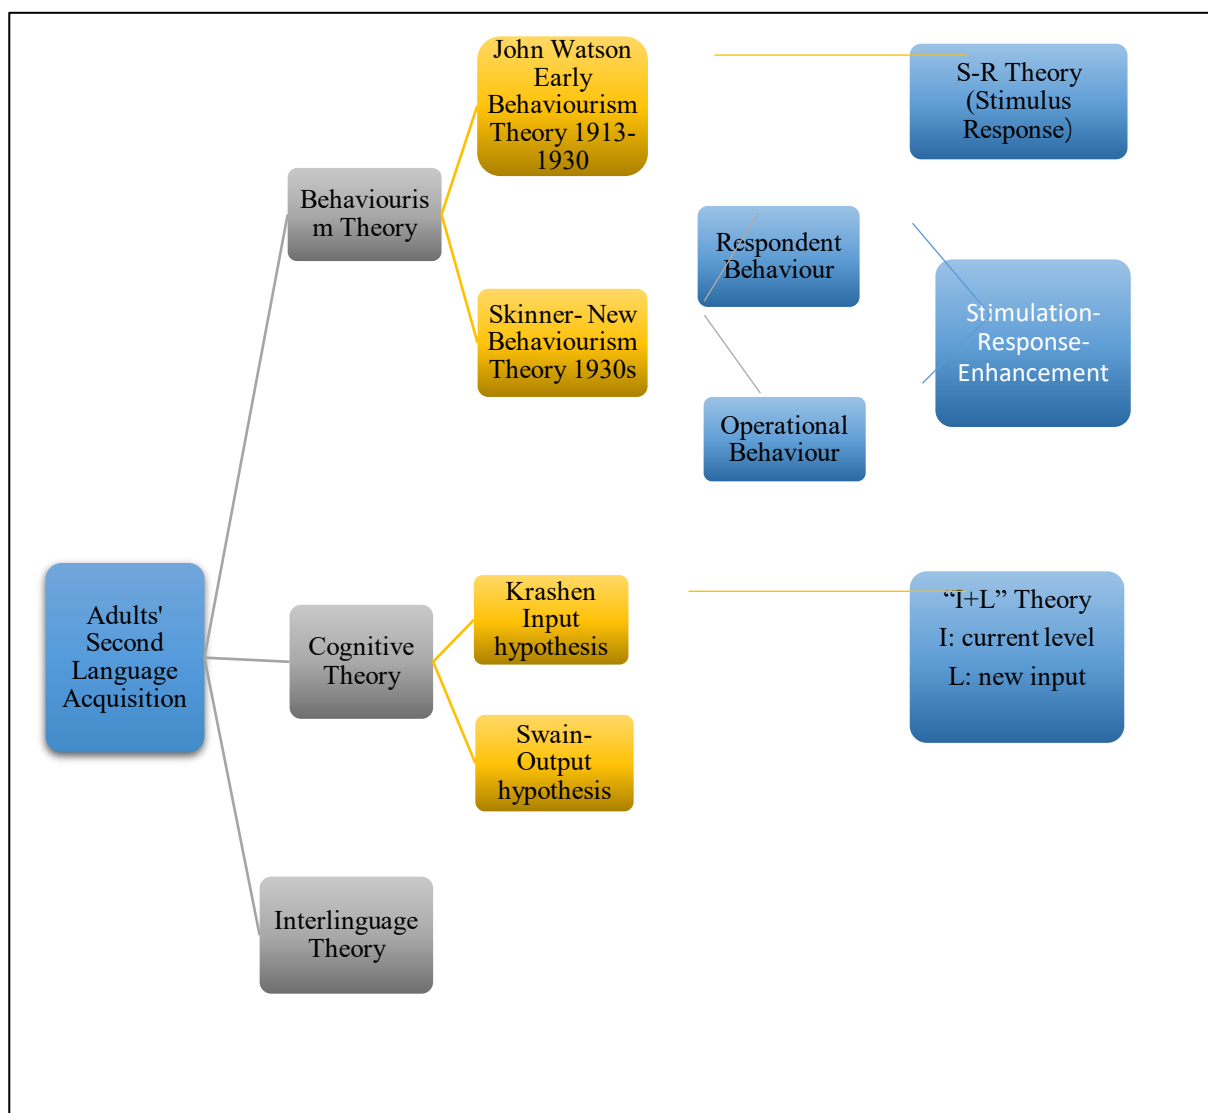 John Watson
Early
Behaviourism
Theory 1913-
1930
S-R Theory
(Stimulus
Response）
Behaviouris
m Theory
Respondent
Behaviour
Skinner- New
Behaviourism
Theory 1930s
Stimulation-
Response-
Enhancement
Operational
Behaviour
Adults'
Second
Language
Acquisition
Cognitive
Theory
Krashen
Input
hypothesis
“I+L” Theory
I: current level
L: new input
Swain-
Output
hypothesis
Interlinguage
Theory